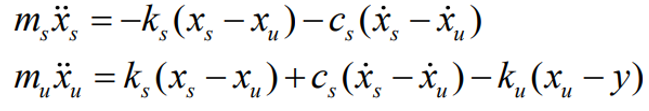 mₛẍₛ = −kₛ(xₛ − xᵤ) − cₛ(ẋₛ − ẋᵤ)
mᵤẍᵤ = kₛ(xₛ − xᵤ) + cₛ(ẋₛ − ẋᵤ) − kᵤ(xᵤ − y)